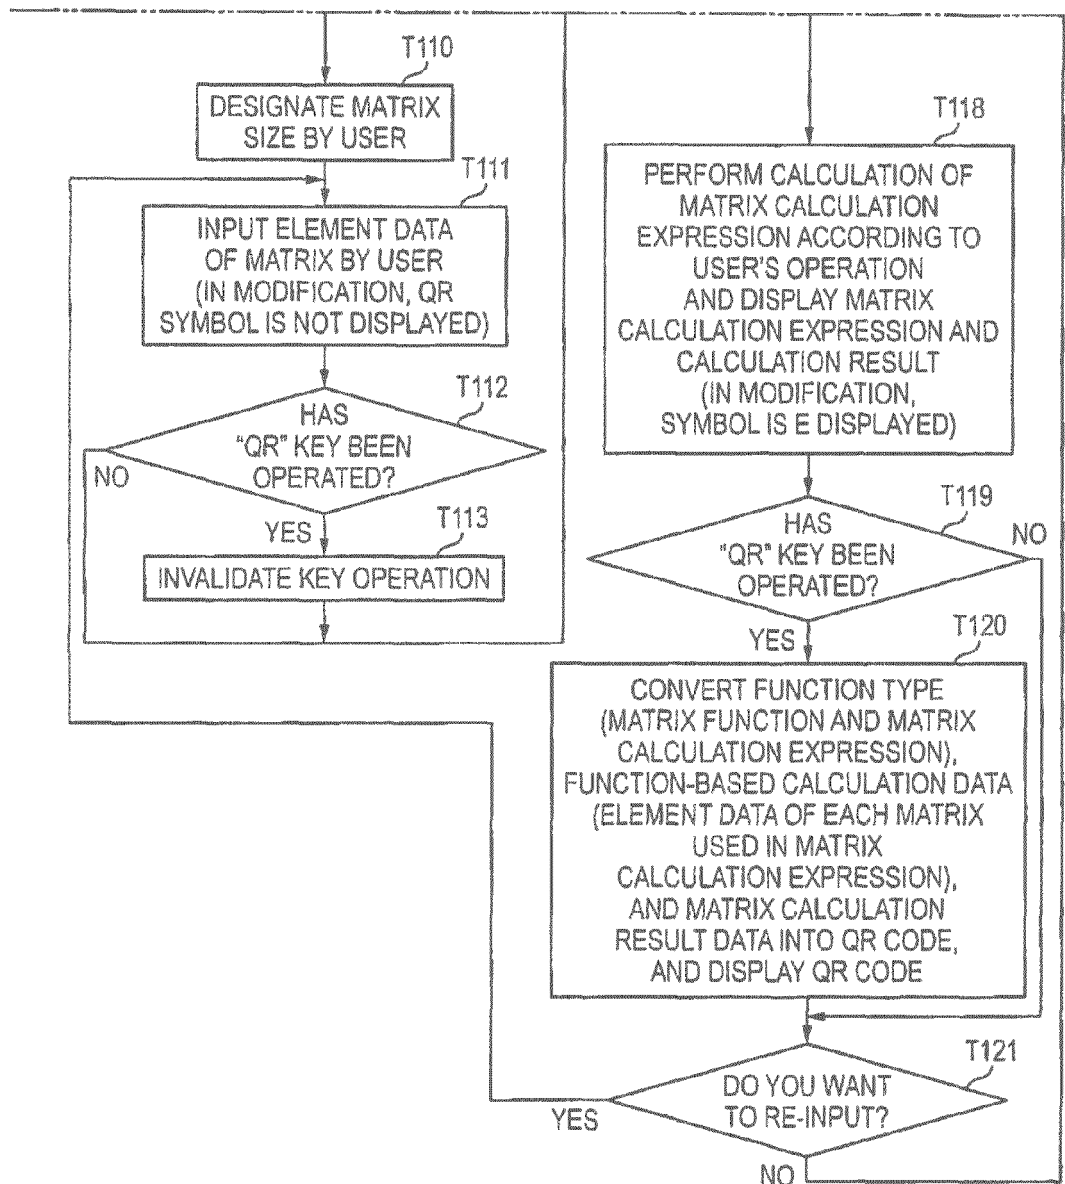 T110
DESIGNATE MATRIX
SIZE BY USER
T111
INPUT ELEMENT DATA
OF MATRIX BY USER
(IN MODIFICATION, QR
SYMBOL IS NOT DISPLAYED)
T112
HAS
"QR" KEY BEEN
OPERATED?
NO
YES
T113
INVALIDATE KEY OPERATION
T118
PERFORM CALCULATION OF
MATRIX CALCULATION
EXPRESSION ACCORDING TO
USER'S OPERATION
AND DISPLAY MATRIX
CALCULATION EXPRESSION AND
CALCULATION RESULT
(IN MODIFICATION,
SYMBOL IS E DISPLAYED)
T119
HAS
"QR" KEY BEEN
OPERATED?
NO
YES
T120
CONVERT FUNCTION TYPE
(MATRIX FUNCTION AND MATRIX
CALCULATION EXPRESSION),
FUNCTION-BASED CALCULATION DATA
(ELEMENT DATA OF EACH MATRIX
USED IN MATRIX
CALCULATION EXPRESSION),
AND MATRIX CALCULATION
RESULT DATA INTO QR CODE,
AND DISPLAY QR CODE
T121
DO YOU WANT
TO RE-INPUT?
YES
NO